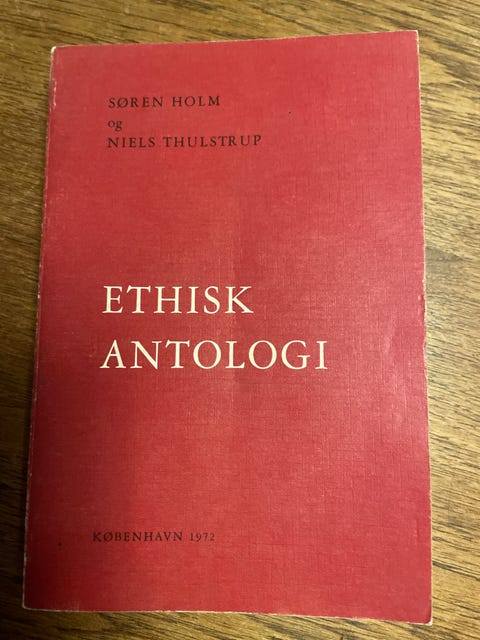 SØREN HOLM
og
NIELS THULSTRUP
ETHISK
ANTOLOGI
KØBENHAVN 1972